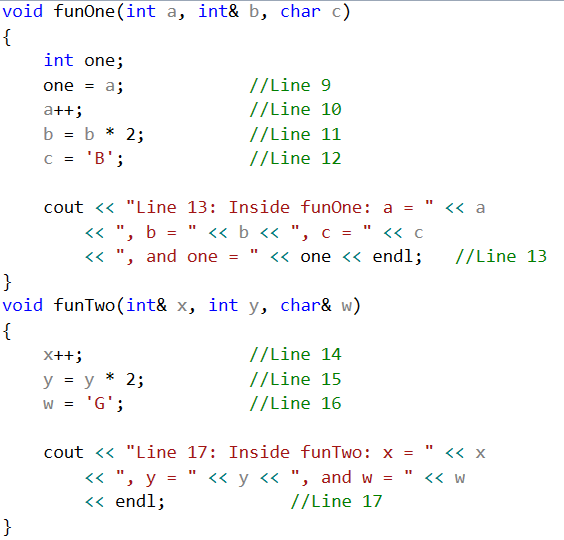 void funOne(int a, int& b, char c)
{
    int one;
    one = a;            //Line 9
    a++;                //Line 10
    b = b * 2;          //Line 11
    c = 'B';            //Line 12

    cout << "Line 13: Inside funOne: a = " << a
        << ", b = " << b << ", c = " << c
        << ", and one = " << one << endl;   //Line 13
}
void funTwo(int& x, int y, char& w)
{
    x++;                //Line 14
    y = y * 2;          //Line 15
    w = 'G';            //Line 16

    cout << "Line 17: Inside funTwo: x = " << x
        << ", y = " << y << ", and w = " << w
        << endl;            //Line 17
}